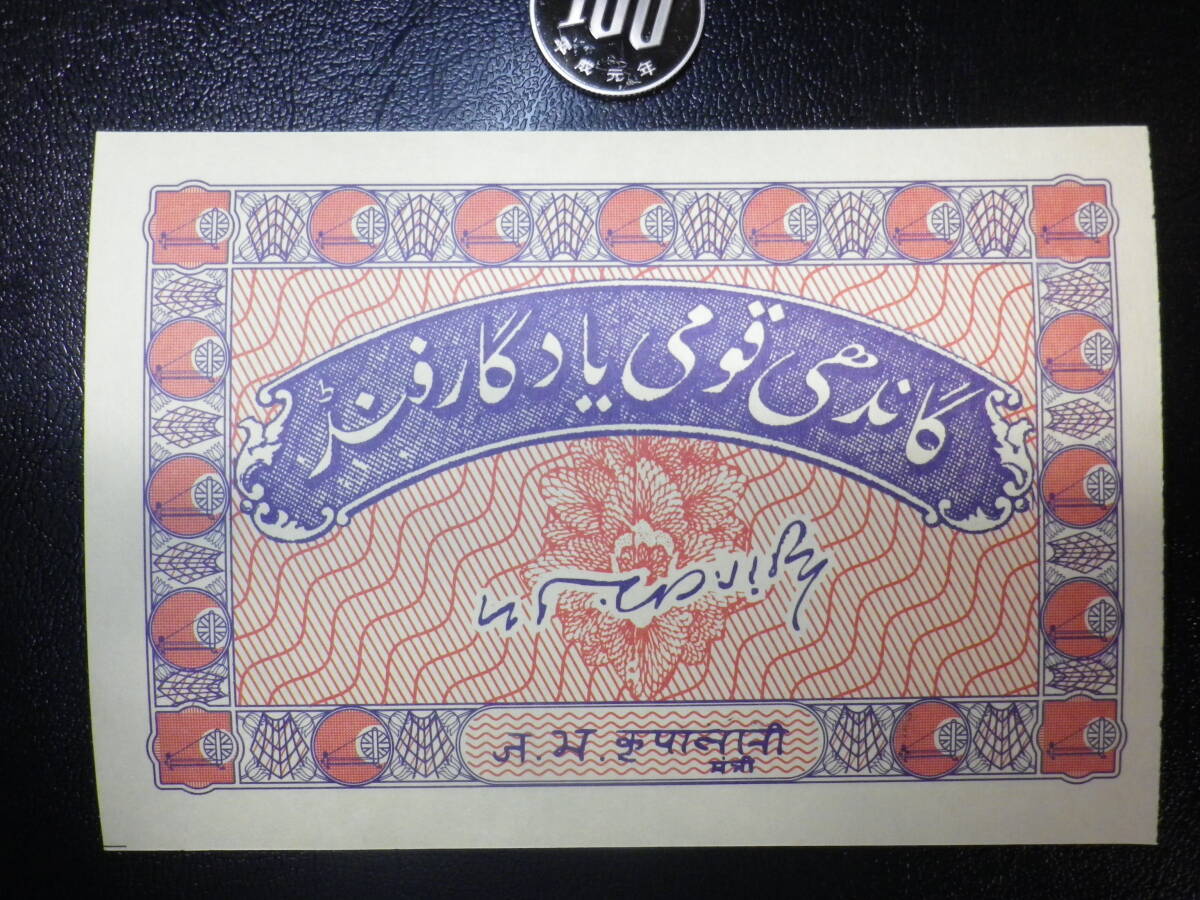 100
平成元年
گاندھی قومی یادگار فنڈ
ज. भ. कृपालानी
मंत्री